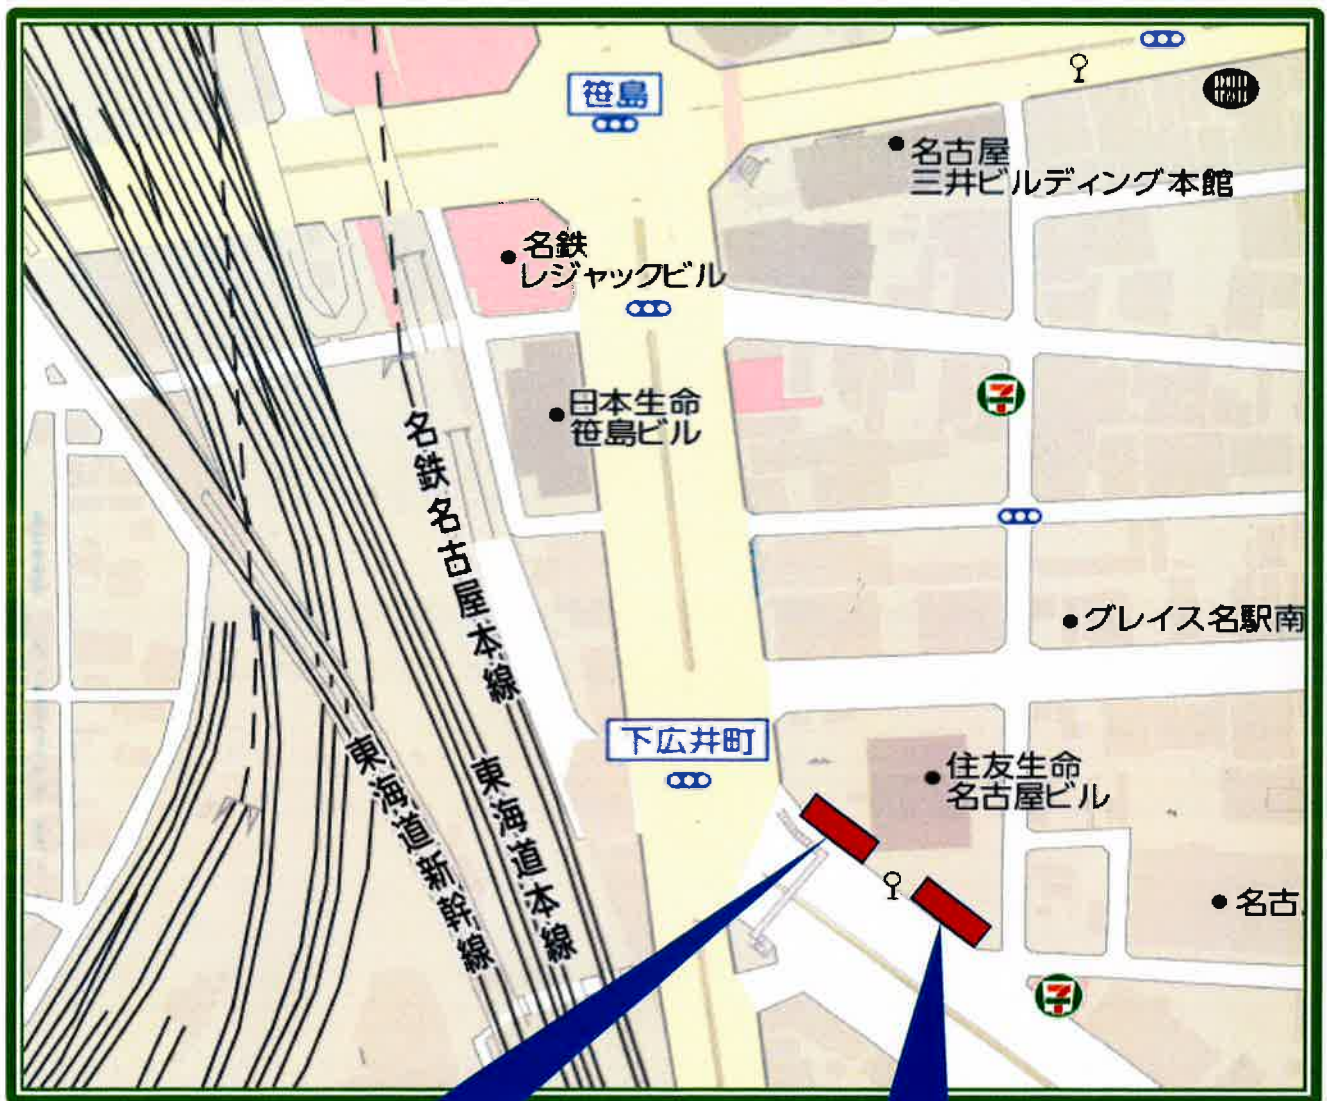 笹島
名古屋
三井ビルディング本館
名鉄
レジャックビル
日本生命
笹島ビル
名鉄名古屋本線
グレイス名駅南
下広井町
住友生命
名古屋ビル
東海道新幹線
東海道本線
名古
7
7